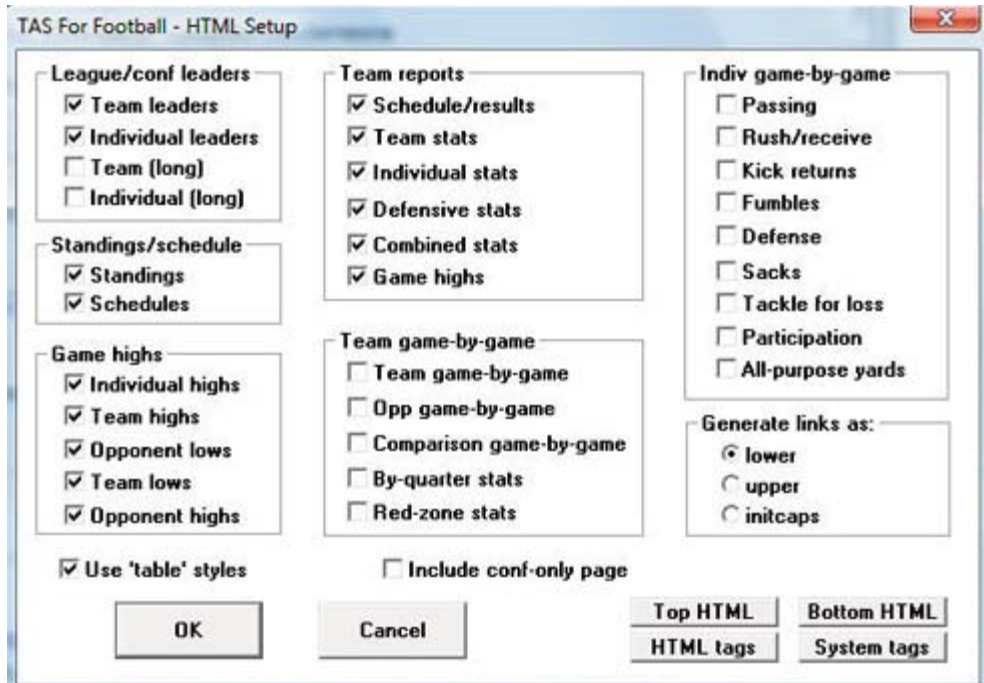 TAS For Football - HTML Setup
League/conf leaders
Team leaders
Individual leaders
Team (long)
Individual (long)
Standings/schedule
Standings
Schedules
Game highs
Individual highs
Team highs
Opponent lows
Team lows
Opponent highs
Use 'table' styles
Team reports
Schedule/results
Team stats
Individual stats
Defensive stats
Combined stats
Game highs
Team game-by-game
Team game-by-game
Opp game-by-game
Comparison game-by-game
By-quarter stats
Red-zone stats
Include conf-only page
Indiv game-by-game
Passing
Rush/receive
Kick returns
Fumbles
Defense
Sacks
Tackle for loss
Participation
All-purpose yards
Generate links as:
lower
upper
initcaps
OK
Cancel
Top HTML
Bottom HTML
HTML tags
System tags